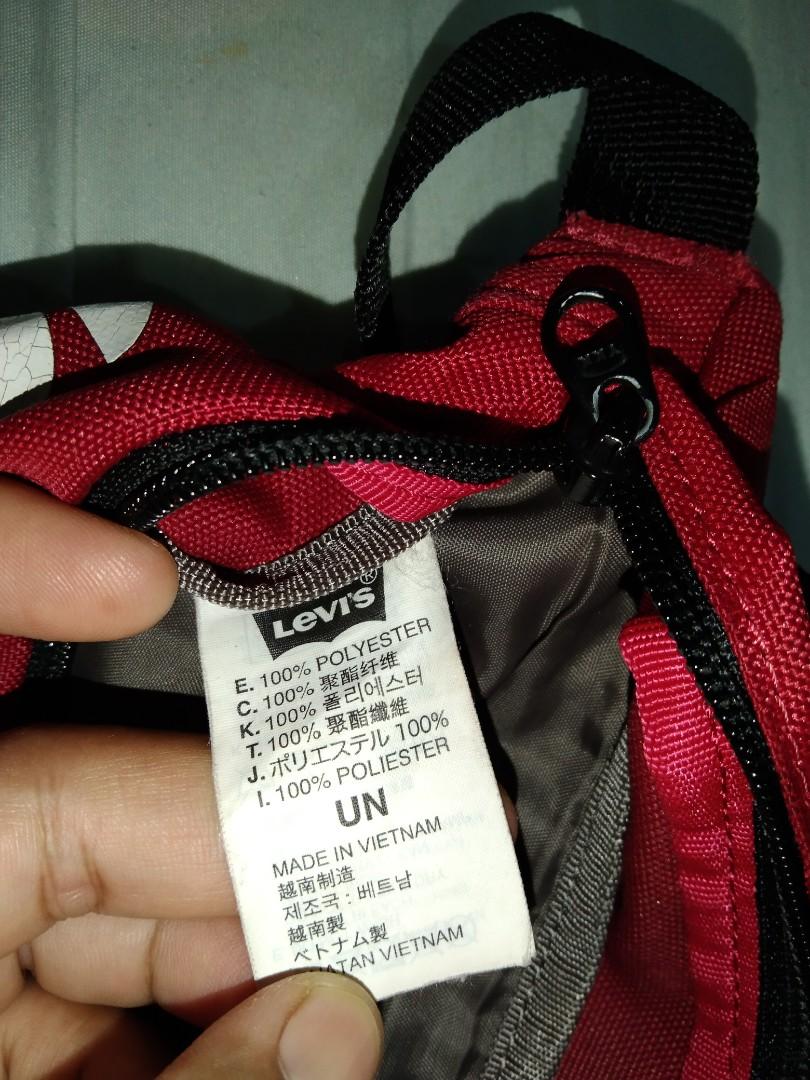 LEVI'S®
E. 100% POLYESTER
C. 100% 聚酯纤维
K. 100% 폴리에스터
T. 100% 聚酯纖維
J. ポリエステル 100%
I. 100% POLIESTER
UN
MADE IN VIETNAM
越南制造
제조국 : 베트남
越南製
ベトナム製
VIETNAM